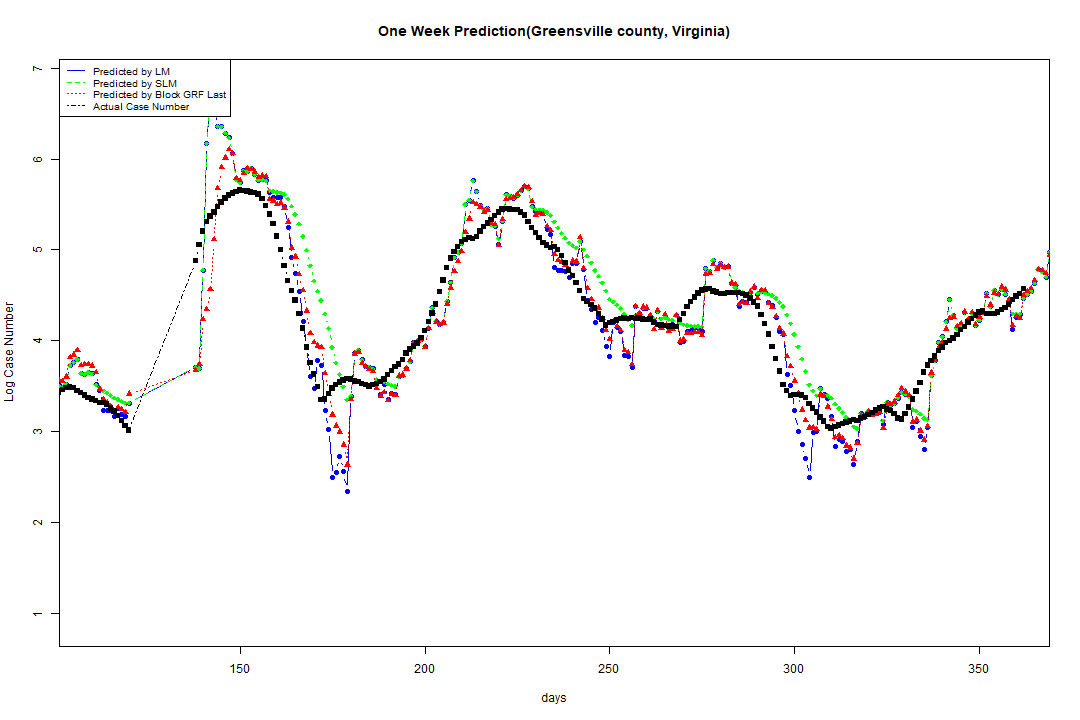 One Week Prediction(Greensville county, Virginia)
Predicted by LM
Predicted by SLM
Predicted by Block GRF Last
Actual Case Number
Log Case Number
7
6
5
4
3
2
1
150 200 250 300 350
days